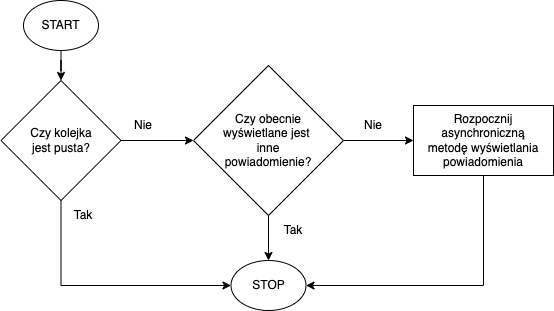 START
Czy kolejka
jest pusta?
Nie
Tak
Czy obecnie
wyświetlane jest
inne
powiadomienie?
Nie
Tak
Rozpocznij
asynchroniczną
metodę wyświetlania
powiadomienia
STOP